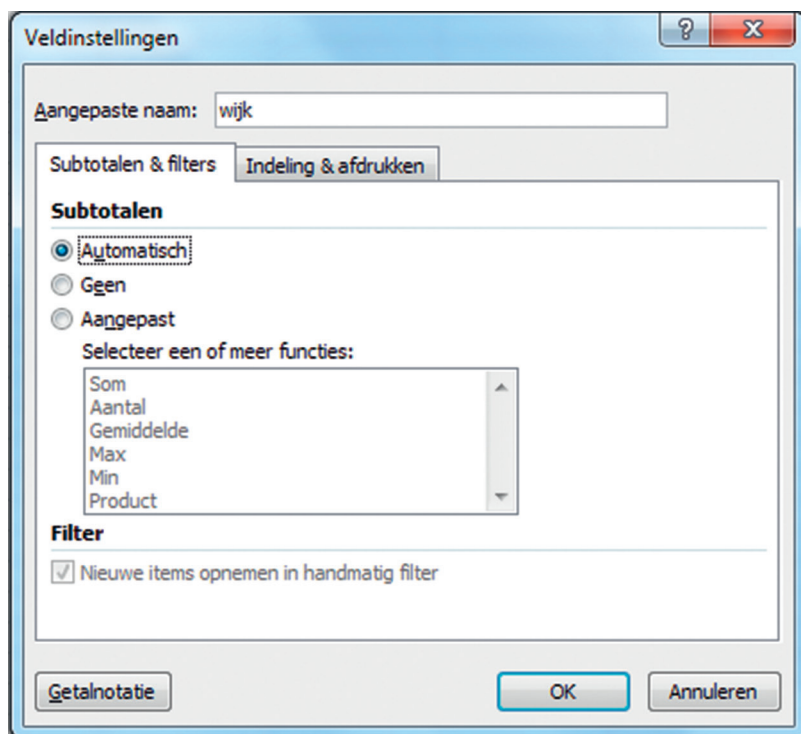 Veldinstellingen
Aangepaste naam: wijk
Subtotalen & filters Indeling & afdrukken
Subtotalen
Automatisch
Geen
Aangepast
Selecteer een of meer functies:
Som
Aantal
Gemiddelde
Max
Min
Product
Filter
Nieuwe items opnemen in handmatig filter
Getalnotatie OK Annuleren